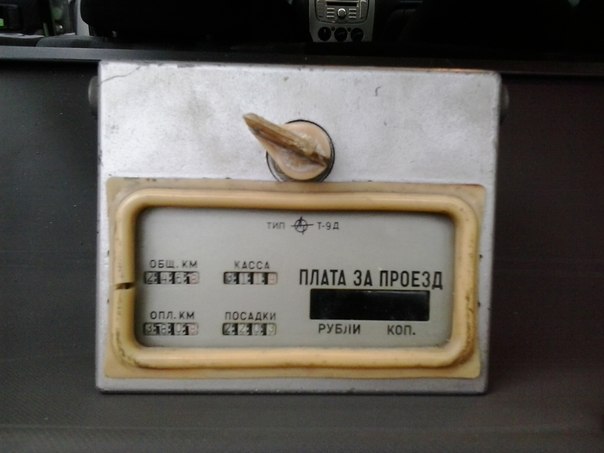 ТИП Т-9Д
ОБЩ. КМ КАССА
ПЛАТА ЗА ПРОЕЗД
ОПЛ. КМ ПОСАДКИ
РУБЛИ КОП.